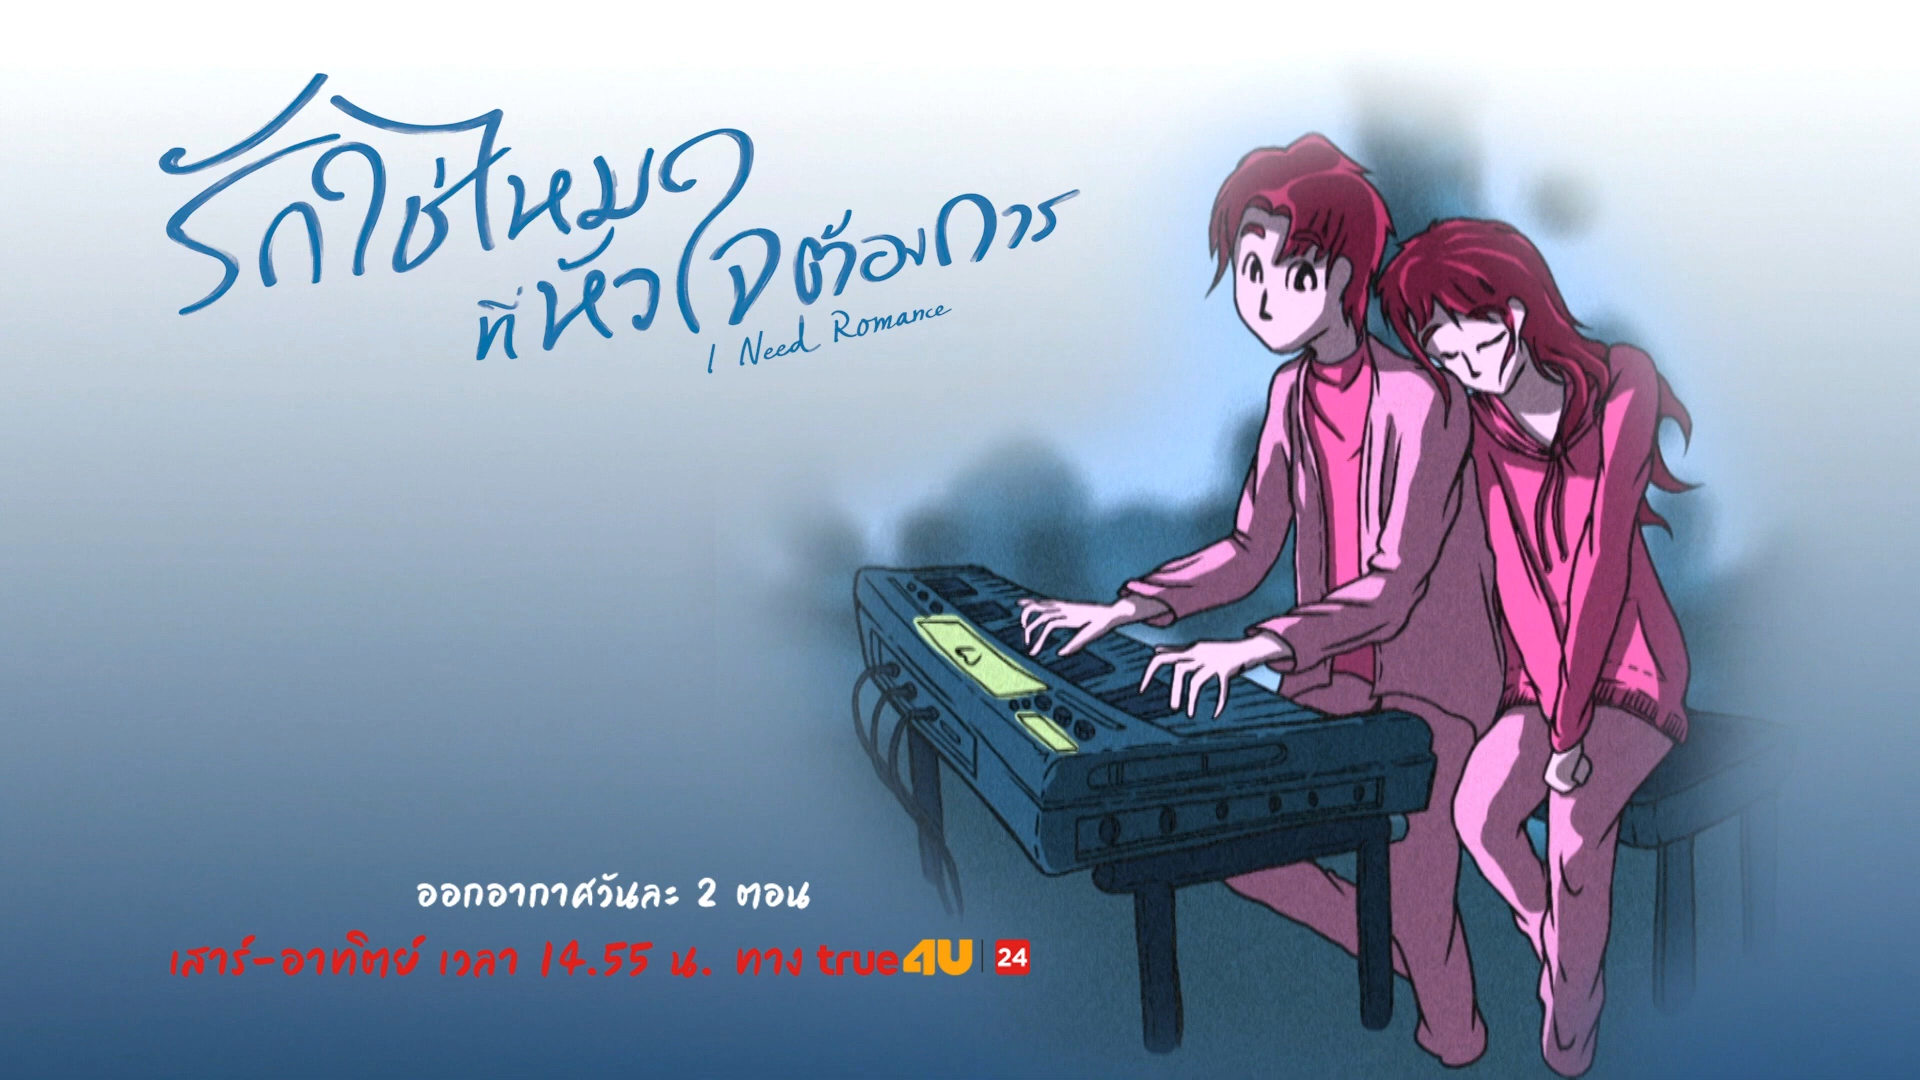 รักใช่ไหม
ที่หัวใจต้องการ
I Need Romance
ออกอากาศวันละ 2 ตอน
เสาร์-อาทิตย์ เวลา 14.55 น. ทาง true4U 24